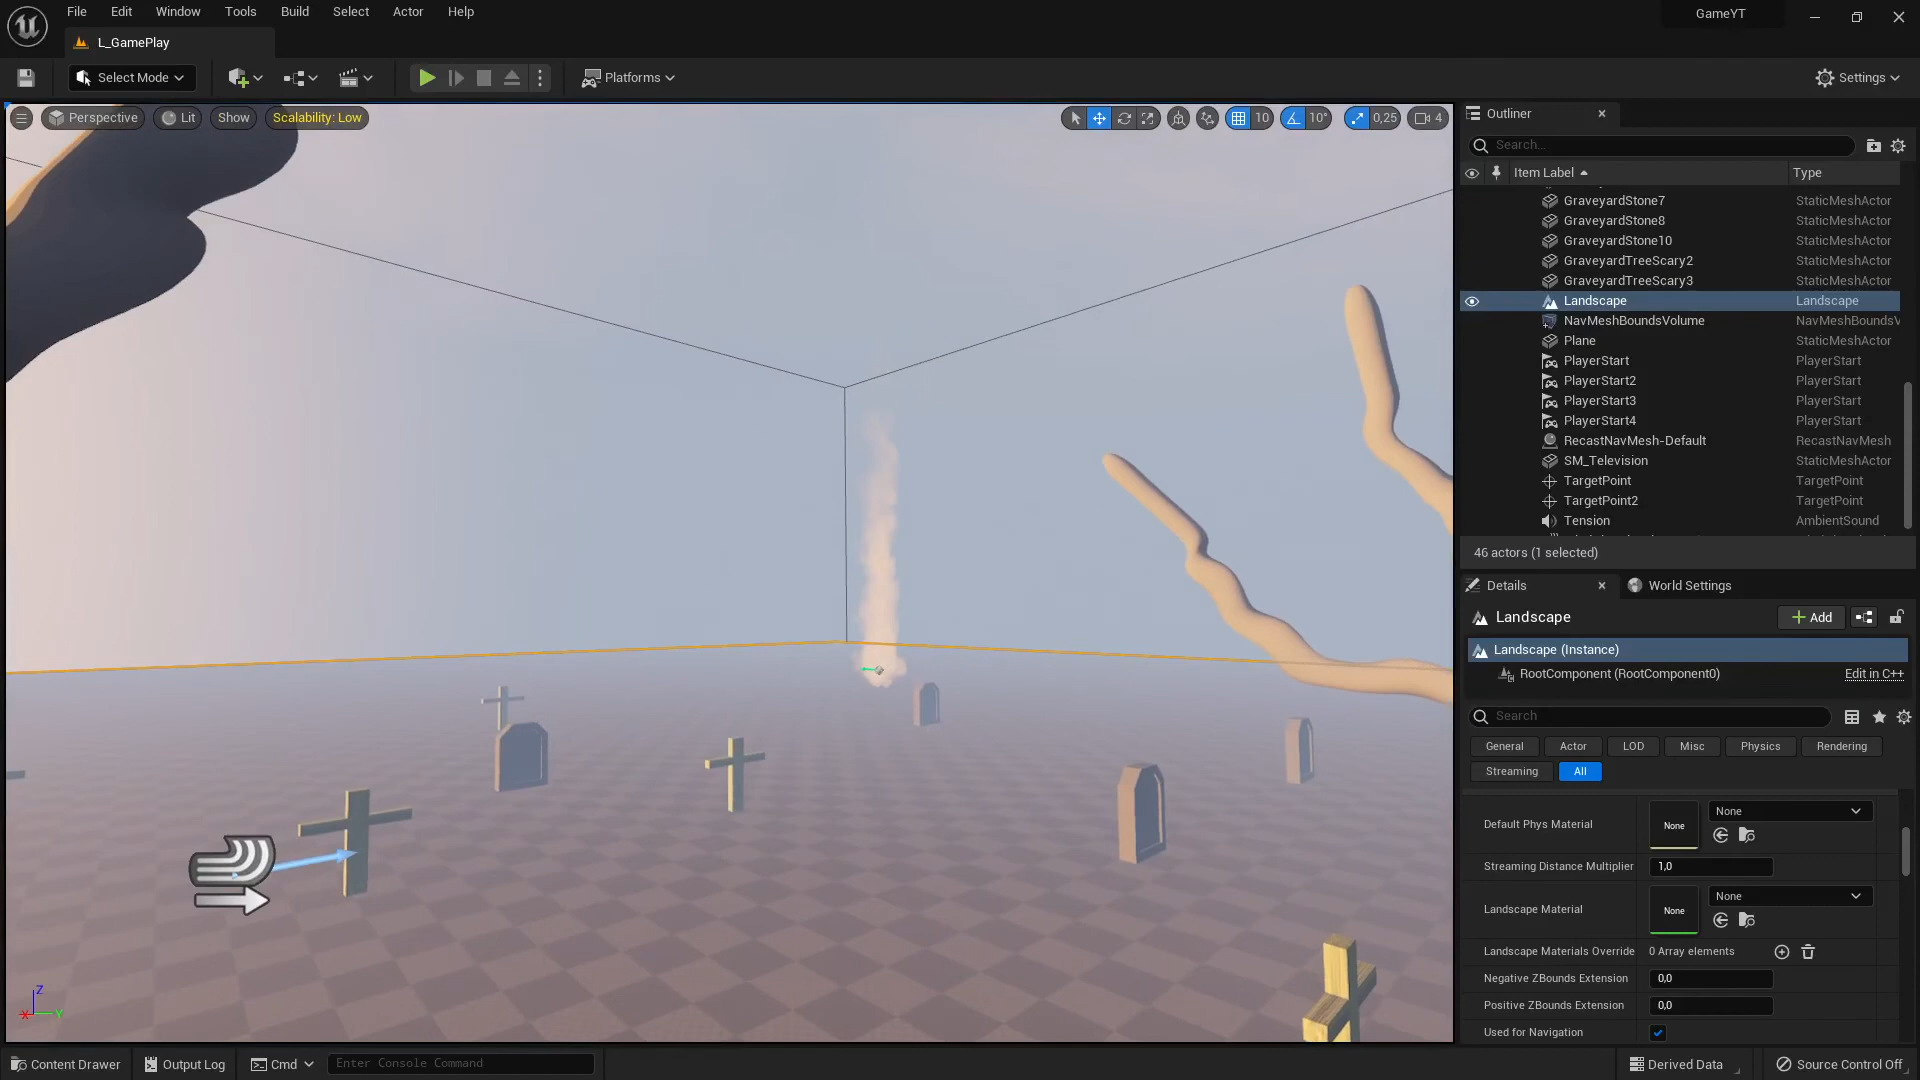 File Edit Window Tools Build Select Actor Help
GameYT
L_GamePlay
Select Mode
Platforms
Settings
Perspective Lit Show Scalability: Low
10 10° 0,25 4
Outliner
Search...
Item Label Type
GraveyardStone7 StaticMeshActor
GraveyardStone8 StaticMeshActor
GraveyardStone10 StaticMeshActor
GraveyardTreeScary2 StaticMeshActor
GraveyardTreeScary3 StaticMeshActor
Landscape Landscape
NavMeshBoundsVolume NavMeshBoundsV
Plane StaticMeshActor
PlayerStart PlayerStart
PlayerStart2 PlayerStart
PlayerStart3 PlayerStart
PlayerStart4 PlayerStart
RecastNavMesh-Default RecastNavMesh
SM_Television StaticMeshActor
TargetPoint TargetPoint
TargetPoint2 TargetPoint
Tension AmbientSound
46 actors (1 selected)
Details World Settings
Landscape Add
Landscape (Instance)
RootComponent (RootComponent0) Edit in C++
Search
General Actor LOD Misc Physics Rendering
Streaming All
Default Phys Material None None
Streaming Distance Multiplier 1,0
Landscape Material None None
Landscape Materials Override 0 Array elements
Negative ZBounds Extension 0,0
Positive ZBounds Extension 0,0
Used for Navigation
Z
X Y
Content Drawer Output Log Cmd Enter Console Command
Derived Data Source Control Off